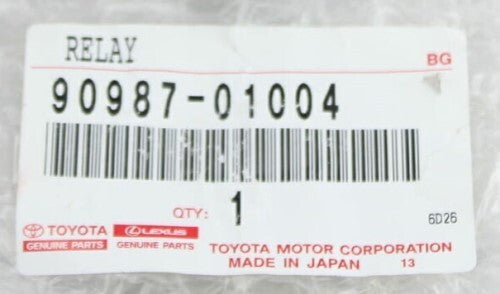 RELAY
BG
90987-01004
QTY: 1
6D26
TOYOTA LEXUS
GENUINE PARTS GENUINE PARTS
TOYOTA MOTOR CORPORATION
MADE IN JAPAN 13